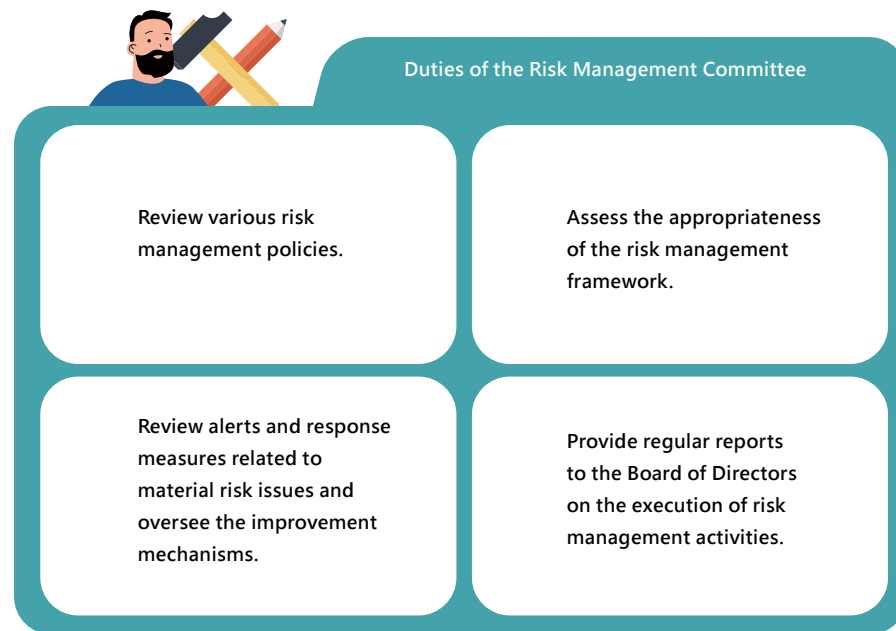 Duties of the Risk Management Committee
Review various risk
management policies.
Assess the appropriateness
of the risk management
framework.
Review alerts and response
measures related to
material risk issues and
oversee the improvement
mechanisms.
Provide regular reports
to the Board of Directors
on the execution of risk
management activities.